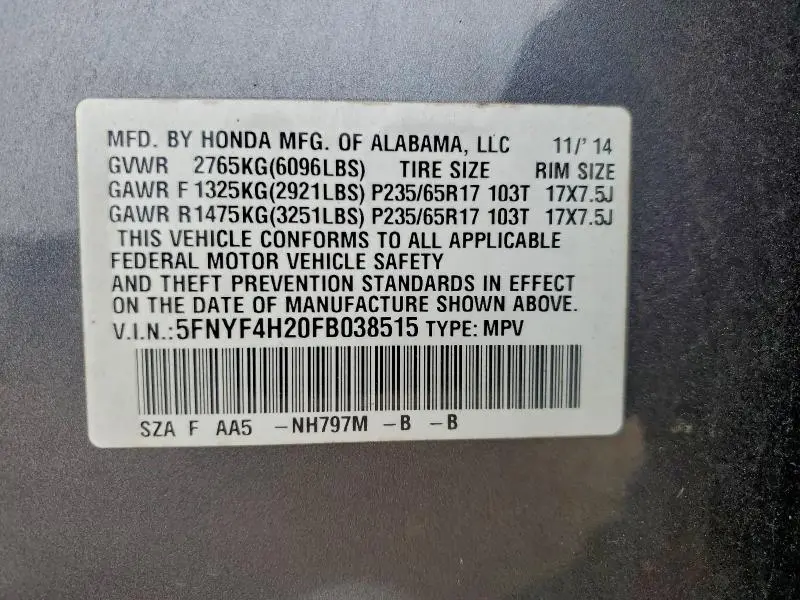 MFD. BY HONDA MFG. OF ALABAMA, LLC 11/'14
GVWR 2765KG(6096LBS) TIRE SIZE RIM SIZE
GAWR F1325KG(2921LBS) P235/65R17 103T 17X7.5J
GAWR R1475KG(3251LBS) P235/65R17 103T 17X7.5J
THIS VEHICLE CONFORMS TO ALL APPLICABLE
FEDERAL MOTOR VEHICLE SAFETY
AND THEFT PREVENTION STANDARDS IN EFFECT
ON THE DATE OF MANUFACTURE SHOWN ABOVE.
V.I.N.:5FNYF4H20FB038515 TYPE: MPV
SZA F AA5 -NH797M -B -B